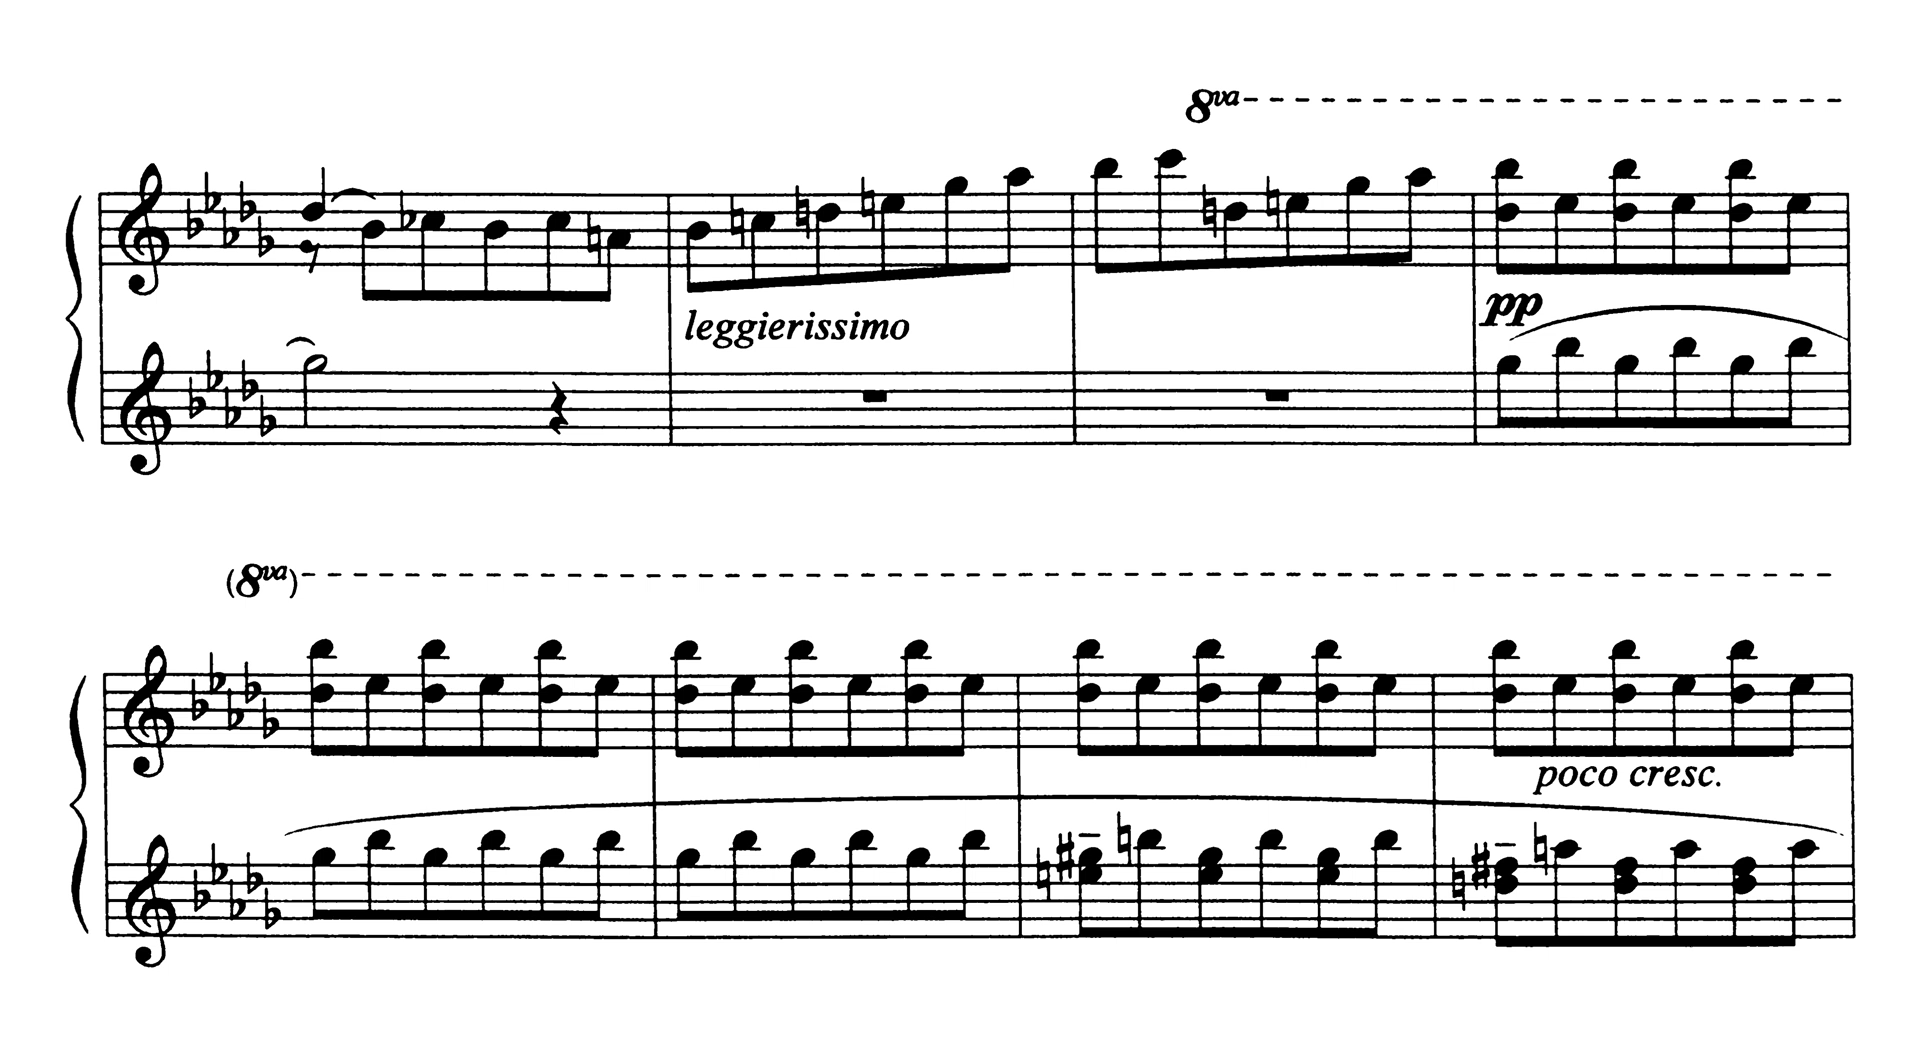 8va
leggierissimo
pp
(8va)
poco cresc.